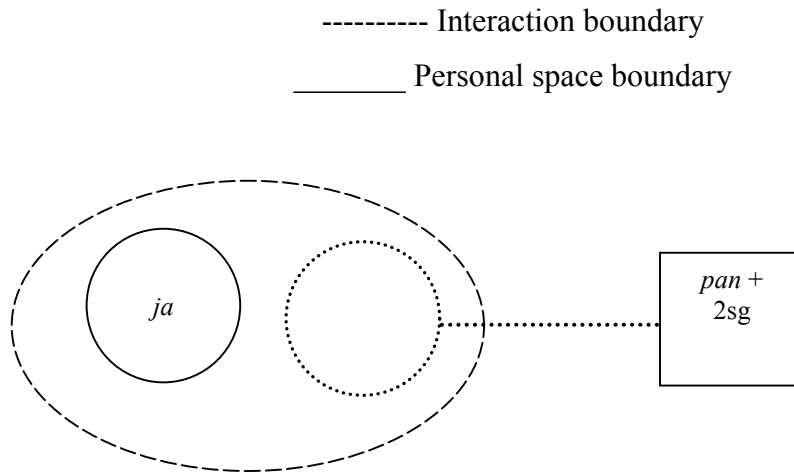 ---------- Interaction boundary
_______ Personal space boundary
ja
pan +
2sg